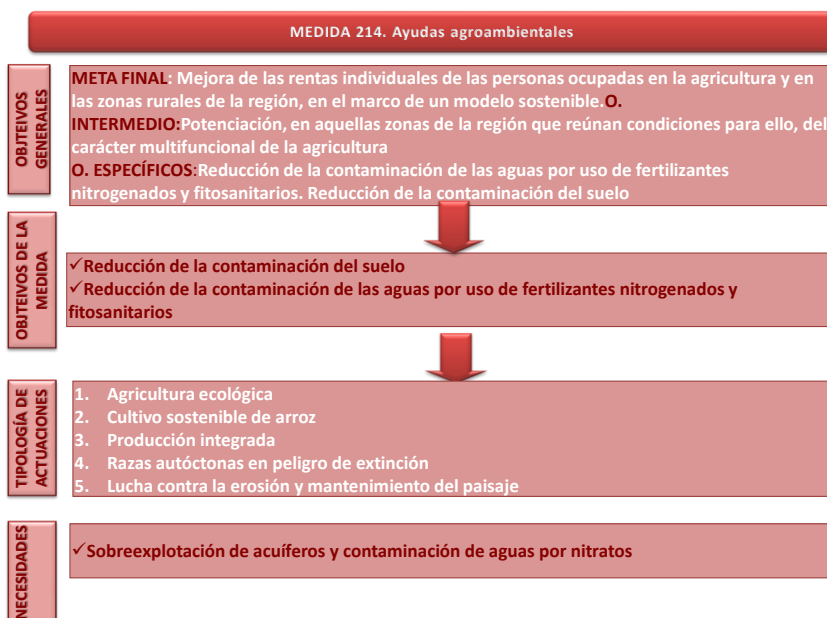 MEDIDA 214. Ayudas agroambientales
OBJTEIVOS
GENERALES
META FINAL: Mejora de las rentas individuales de las personas ocupadas en la agricultura y en
las zonas rurales de la región, en el marco de un modelo sostenible.O.
INTERMEDIO:Potenciación, en aquellas zonas de la región que reúnan condiciones para ello, del
carácter multifuncional de la agricultura
O. ESPECÍFICOS:Reducción de la contaminación de las aguas por uso de fertilizantes
nitrogenados y fitosanitarios. Reducción de la contaminación del suelo
OBJTEIVOS DE LA
MEDIDA
✓Reducción de la contaminación del suelo
✓Reducción de la contaminación de las aguas por uso de fertilizantes nitrogenados y
fitosanitarios
TIPOLOGÍA DE
ACTUACIONES
1. Agricultura ecológica
2. Cultivo sostenible de arroz
3. Producción integrada
4. Razas autóctonas en peligro de extinción
5. Lucha contra la erosión y mantenimiento del paisaje
NECESIDADES
✓Sobreexplotación de acuíferos y contaminación de aguas por nitratos